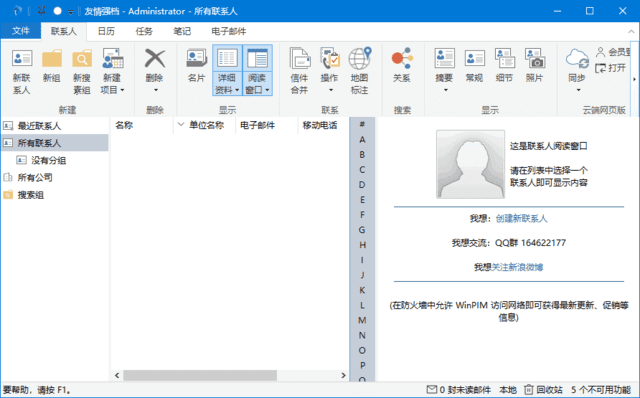 友情强档 - Administrator - 所有联系人
文件 联系人 日历 任务 笔记 电子邮件
新联系人 新组 新搜索组 新建项目 删除 名片 详细资料 阅读窗口 信件合并 操作 地图标注 关系 摘要 常规 细节 照片 同步 会员 打开
新建 删除 显示 联系 搜索 显示 云端网页版
最近联系人
所有联系人
没有分组
所有公司
搜索组
名称 单位名称 电子邮件 移动电话
#
A
B
C
D
E
F
G
H
I
J
K
L
M
N
O
P
这是联系人阅读窗口
请在列表中选择一个
联系人即可显示内容
我想：创建新联系人
我想交流：QQ群 164622177
我想关注新浪微博
(在防火墙中允许 WinPIM 访问网络即可获得最新更新、促销等
信息)
要帮助，请按 F1。 0 封未读邮件 本地 回收站 5 个不可用功能